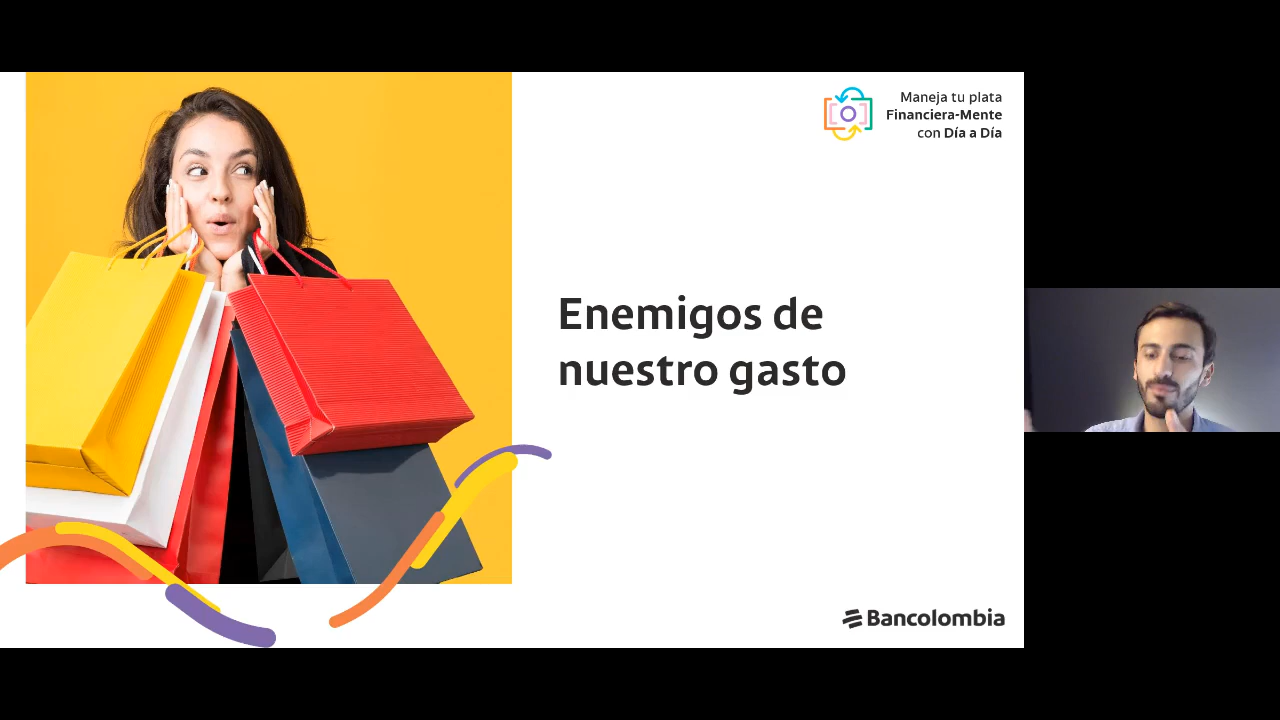 Maneja tu plata
Financiera-Mente
con Día a Día
Enemigos de
nuestro gasto
Bancolombia